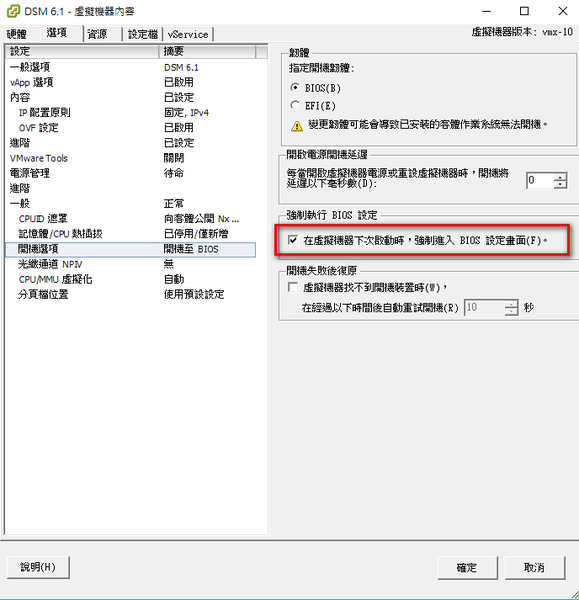 DSM 6.1 - 虛擬機器內容
硬體 選項 資源 設定檔 vService 虛擬機器版本: vmx-10
設定 摘要
一般選項 DSM 6.1
vApp 選項 已啟用
內容 已設定
IP 配置原則 固定, IPv4
OVF 設定 已啟用
進階 已設定
VMware Tools 關閉
電源管理 待命
進階
一般 正常
CPUID 遮罩 向客體公開 Nx ...
記憶體/CPU 熱插拔 已停用/僅新增
開機選項 開機至 BIOS
光纖通道 NPIV 無
CPU/MMU 虛擬化 自動
分頁檔位置 使用預設設定
韌體
指定開機韌體:
BIOS(B)
EFI(E)
變更韌體可能會導致已安裝的客體作業系統無法開機。
開啟電源開機延遲
每當開啟虛擬機器電源或重設虛擬機器時，開機將
延遲以下毫秒數(D): 0
強制執行 BIOS 設定
在虛擬機器下次啟動時，強制進入 BIOS 設定畫面(F)。
開機失敗後復原
虛擬機器找不到開機裝置時(W)，
在經過以下時間後自動重試開機(R) 10 秒
說明(H) 確定 取消